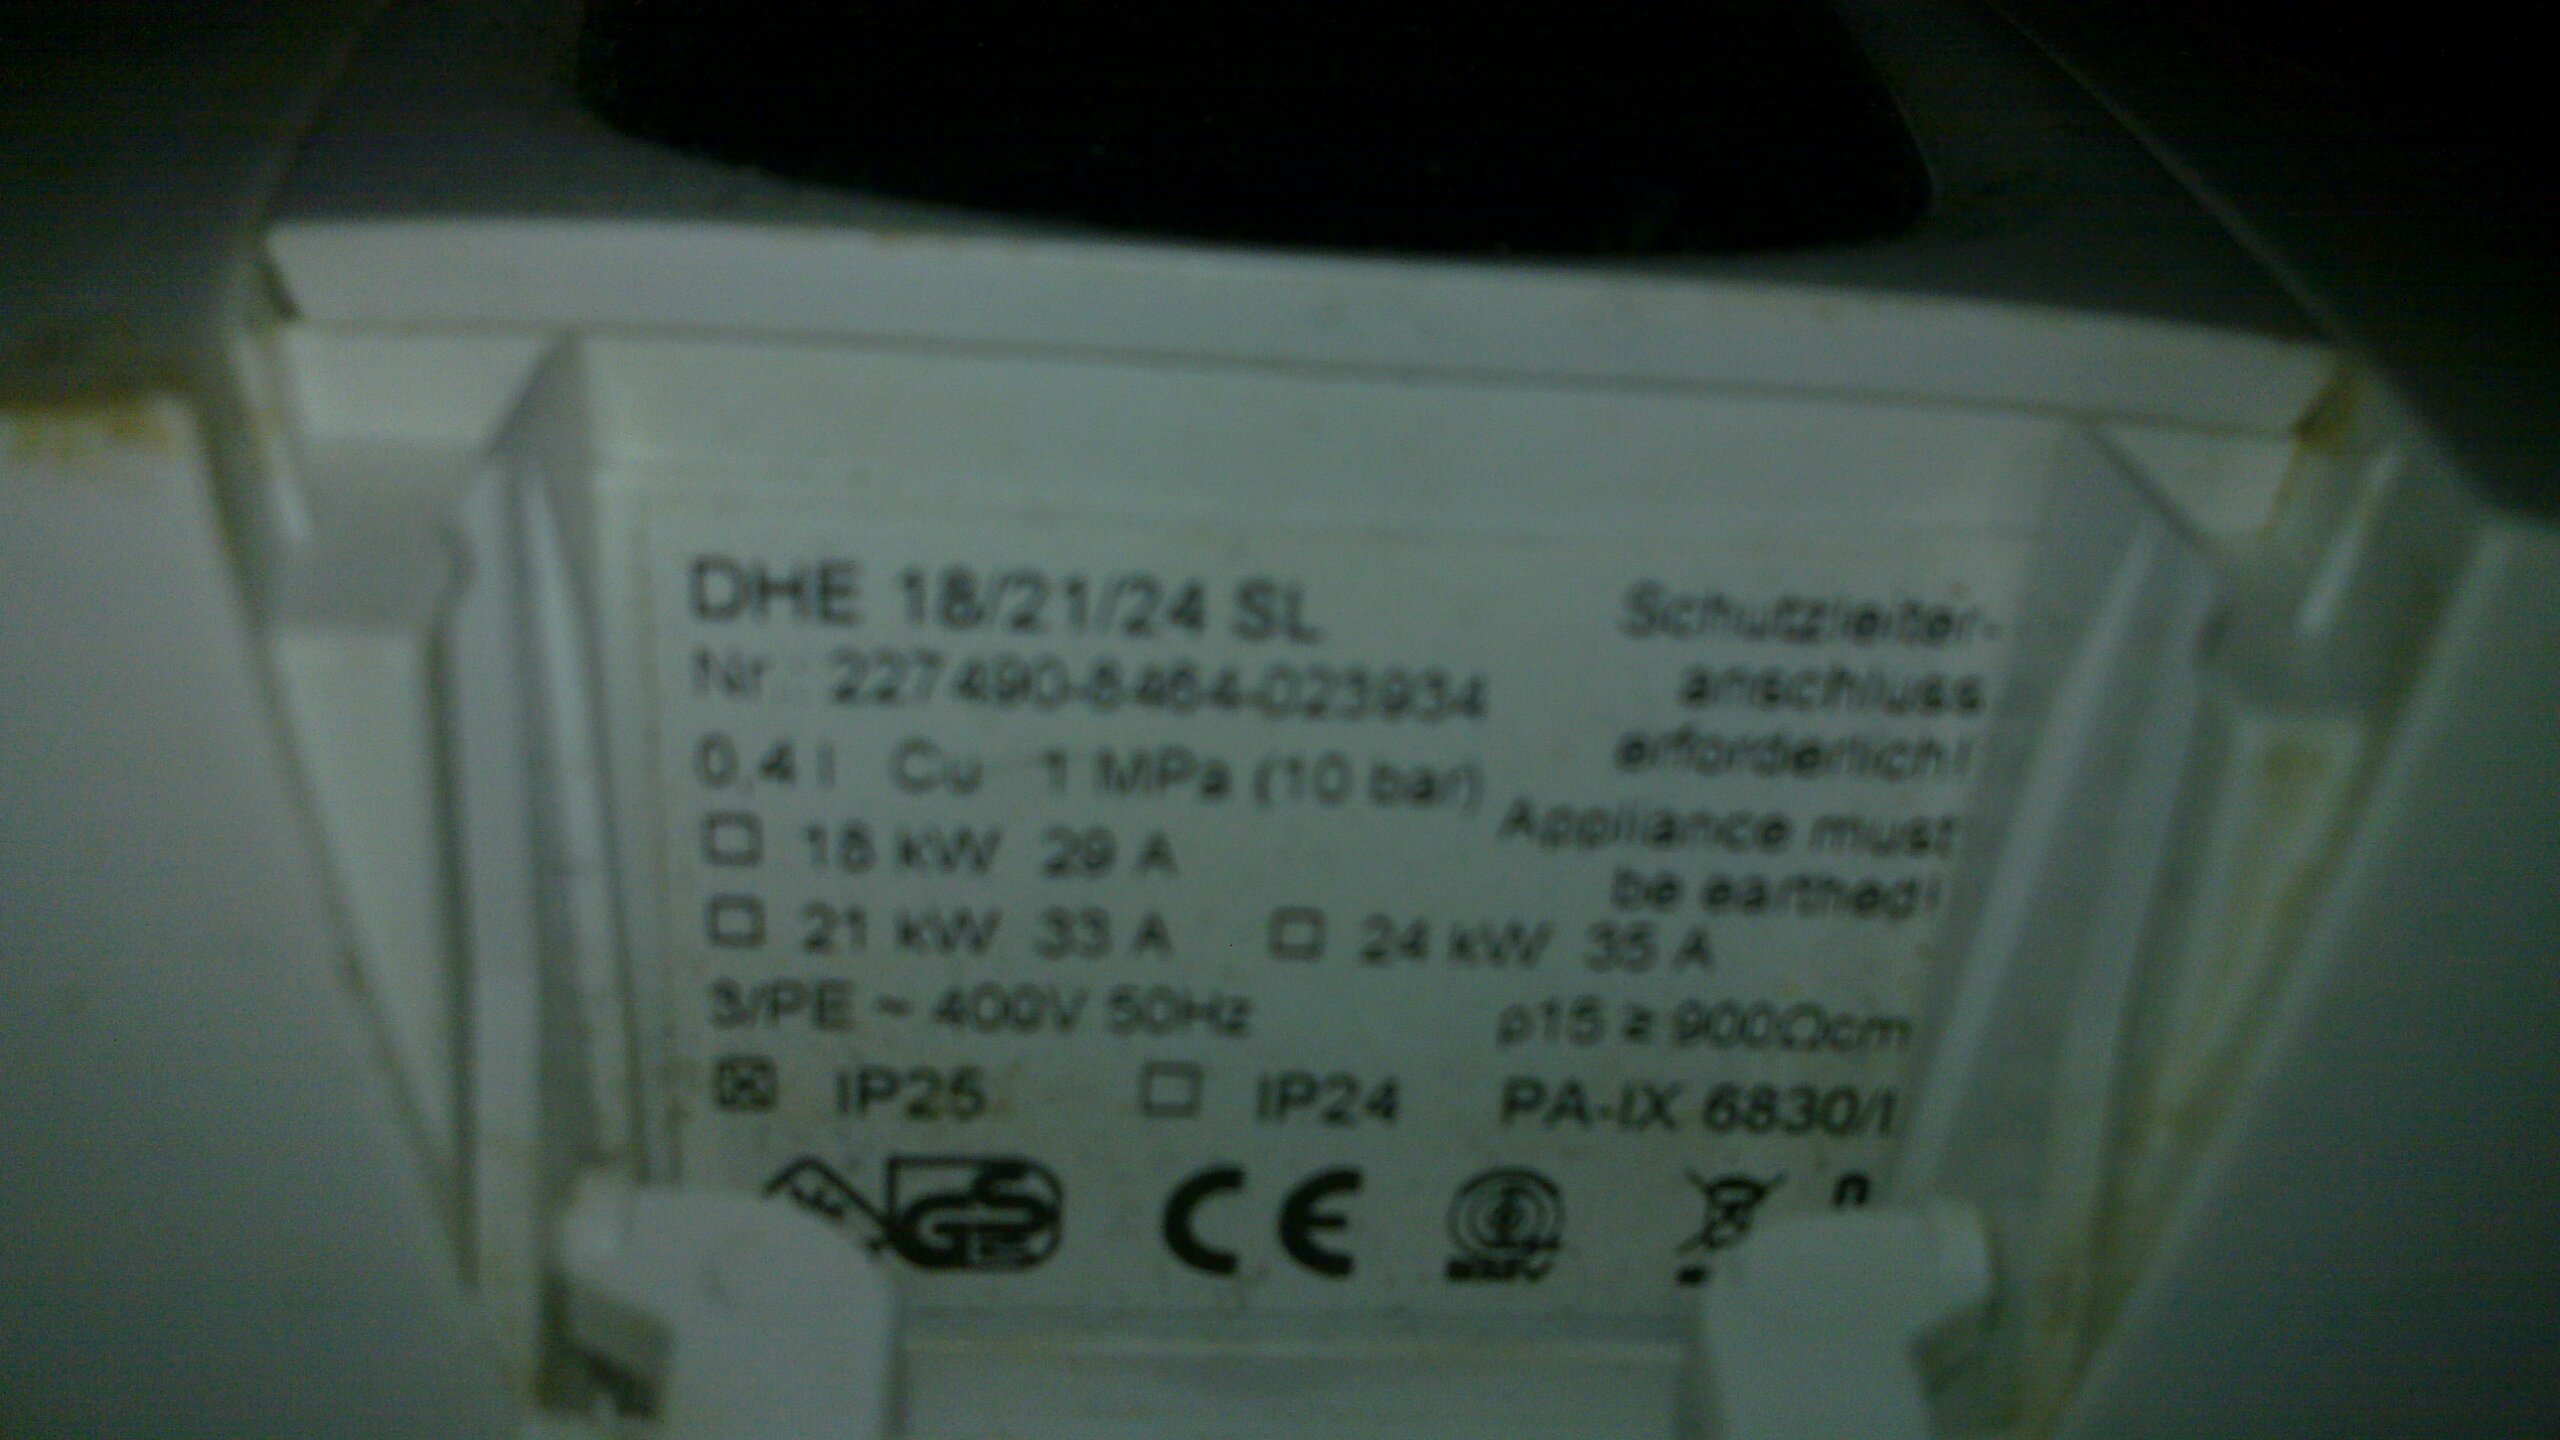 DHE 18/21/24 SL
Nr.: 227490-8464-023934
0,4 l Cu 1 MPa (10 bar)
☐ 18 kW 29 A
☐ 21 kW 33 A ☐ 24 kW 35 A
3/PE ~ 400V 50Hz
☒ IP25 ☐ IP24
Schutzleiter-
anschluss
erforderlich!
Appliance must
be earthed!
ρ15 ≥ 900Ωcm
PA-IX 6830/I
GS CE